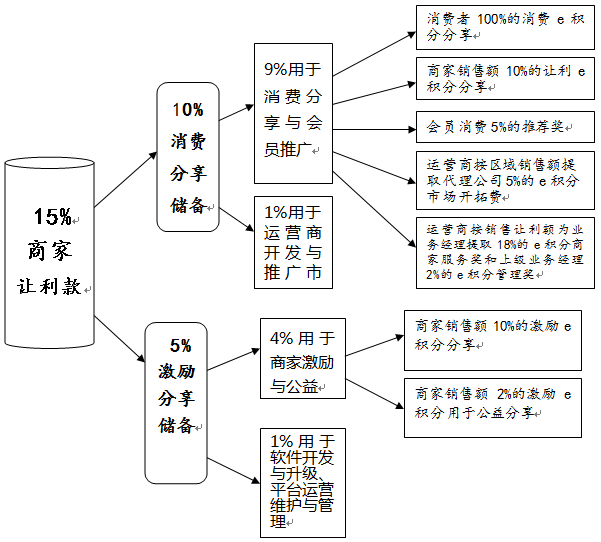 15%
商家
让利款
10%
消费
分享
储备
5%
激励
分享
储备
9%用于
消费分
享与会
员推广
1%用于
运营商
开发与
推广市
4%用于
商家激励
与公益
1%用于
软件开发
与升级、
平台运营
维护与管
理
消费者 100%的消费 e 积
分分享
商家销售额 10%的让利 e
积分分享
会员消费 5%的推荐奖
运营商按区域销售额提
取代理公司 5%的 e 积分
市场开拓费
运营商按销售让利额为业
务经理提取 18%的 e 积分商
家服务奖和上级业务经理
2%的 e 积分管理奖
商家销售额 10%的激励 e
积分分享
商家销售额 2%的激励 e
积分用于公益分享